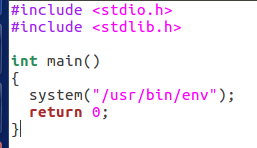 #include <stdio.h>
#include <stdlib.h>

int main()
{
  system("/usr/bin/env");
  return 0;
}